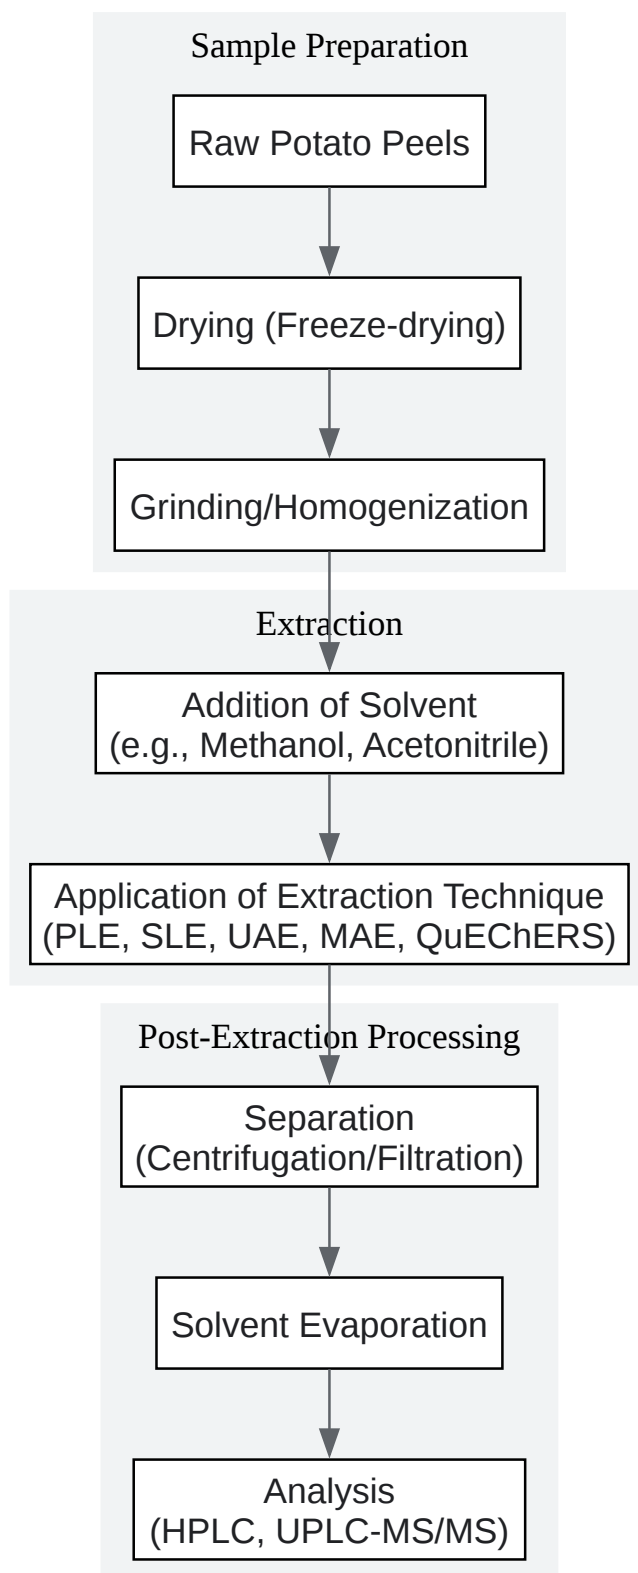 Sample Preparation
Raw Potato Peels
Drying (Freeze-drying)
Grinding/Homogenization
Extraction
Addition of Solvent
(e.g., Methanol, Acetonitrile)
Application of Extraction Technique
(PLE, SLE, UAE, MAE, QuEChERS)
Post-Extraction Processing
Separation
(Centrifugation/Filtration)
Solvent Evaporation
Analysis
(HPLC, UPLC-MS/MS)